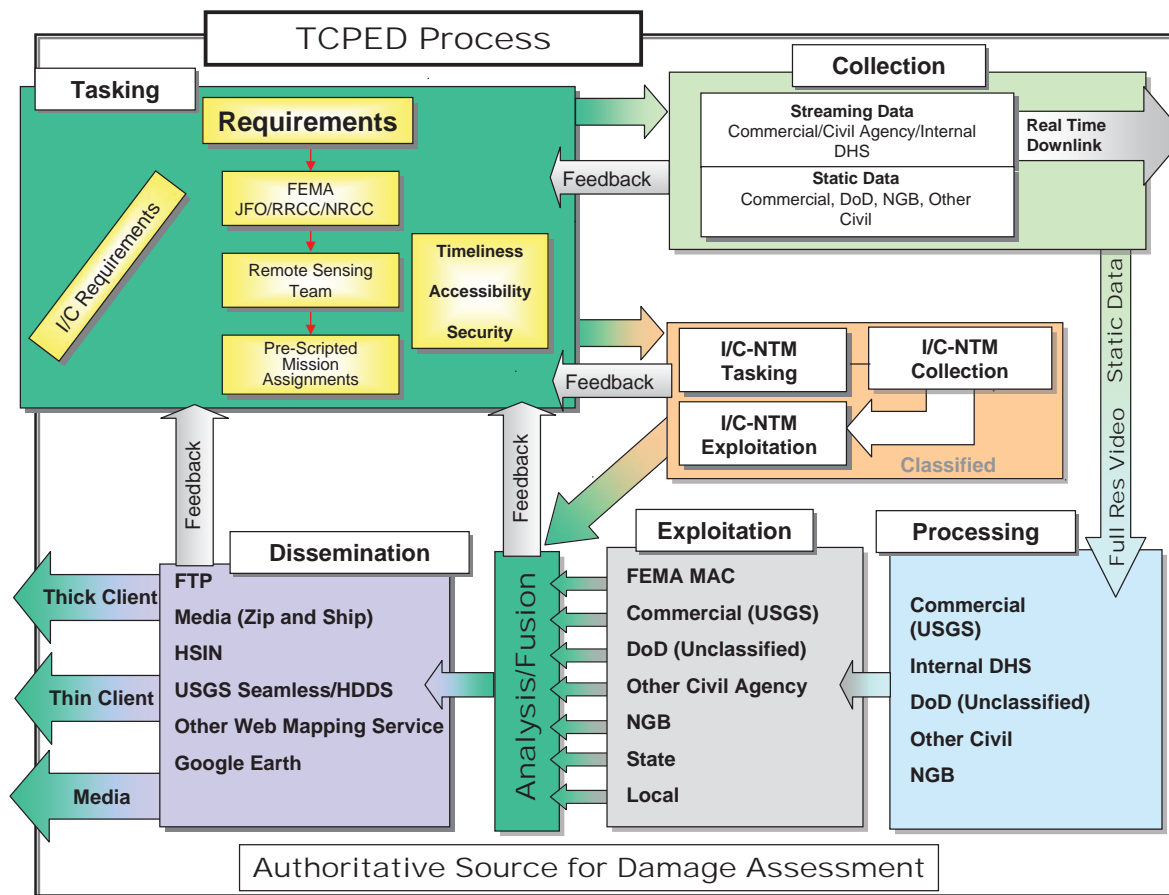 TCPED Process
Tasking
Requirements
FEMA
JFO/RRCC/NRCC
Remote Sensing
Team
Pre-Scripted
Mission
Assignments
I/C Requirements
Timeliness
Accessibility
Security
Collection
Streaming Data
Commercial/Civil Agency/Internal
DHS
Static Data
Commercial, DoD, NGB, Other
Civil
Real Time
Downlink
Feedback
I/C-NTM
Tasking
I/C-NTM
Collection
I/C-NTM
Exploitation
Classified
Feedback
Full Res Video Static Data
Feedback
Feedback
Dissemination
FTP
Media (Zip and Ship)
HSIN
USGS Seamless/HDDS
Other Web Mapping Service
Google Earth
Thick Client
Thin Client
Media
Analysis/Fusion
Exploitation
FEMA MAC
Commercial (USGS)
DoD (Unclassified)
Other Civil Agency
NGB
State
Local
Processing
Commercial
(USGS)
Internal DHS
DoD (Unclassified)
Other Civil
NGB
Authoritative Source for Damage Assessment